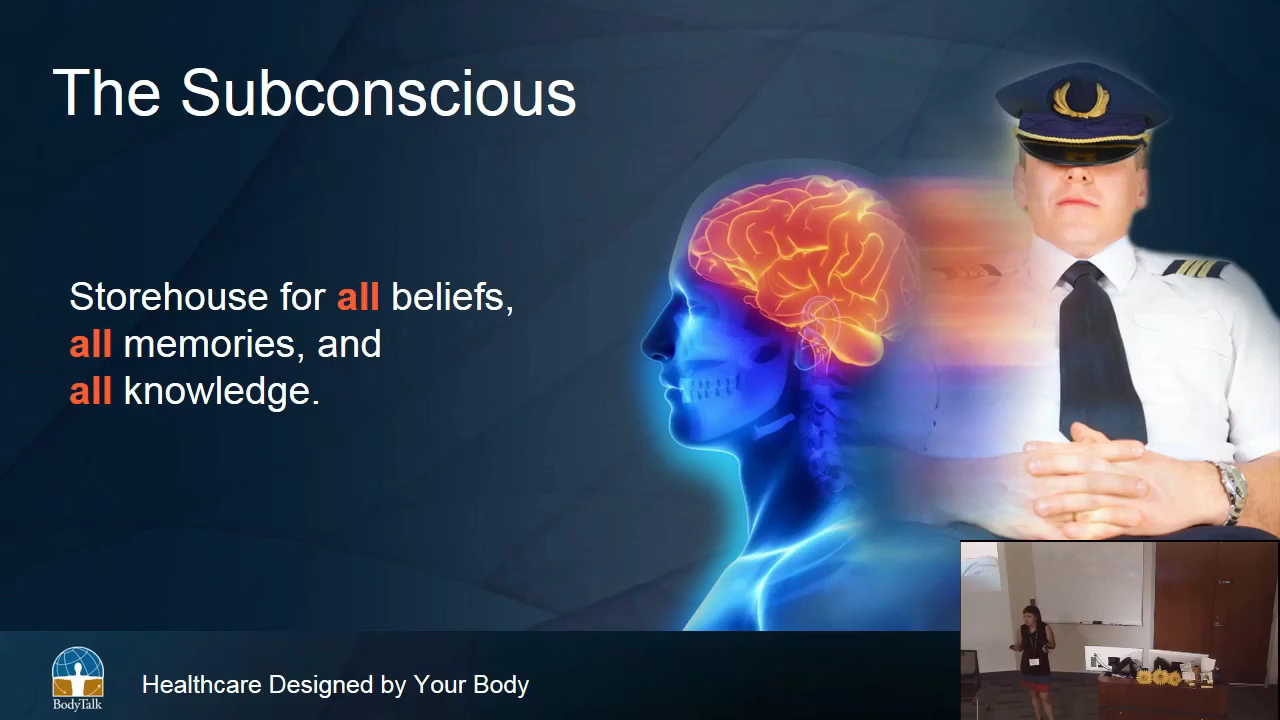 The Subconscious
Storehouse for all beliefs,
all memories, and
all knowledge.
BodyTalk
Healthcare Designed by Your Body